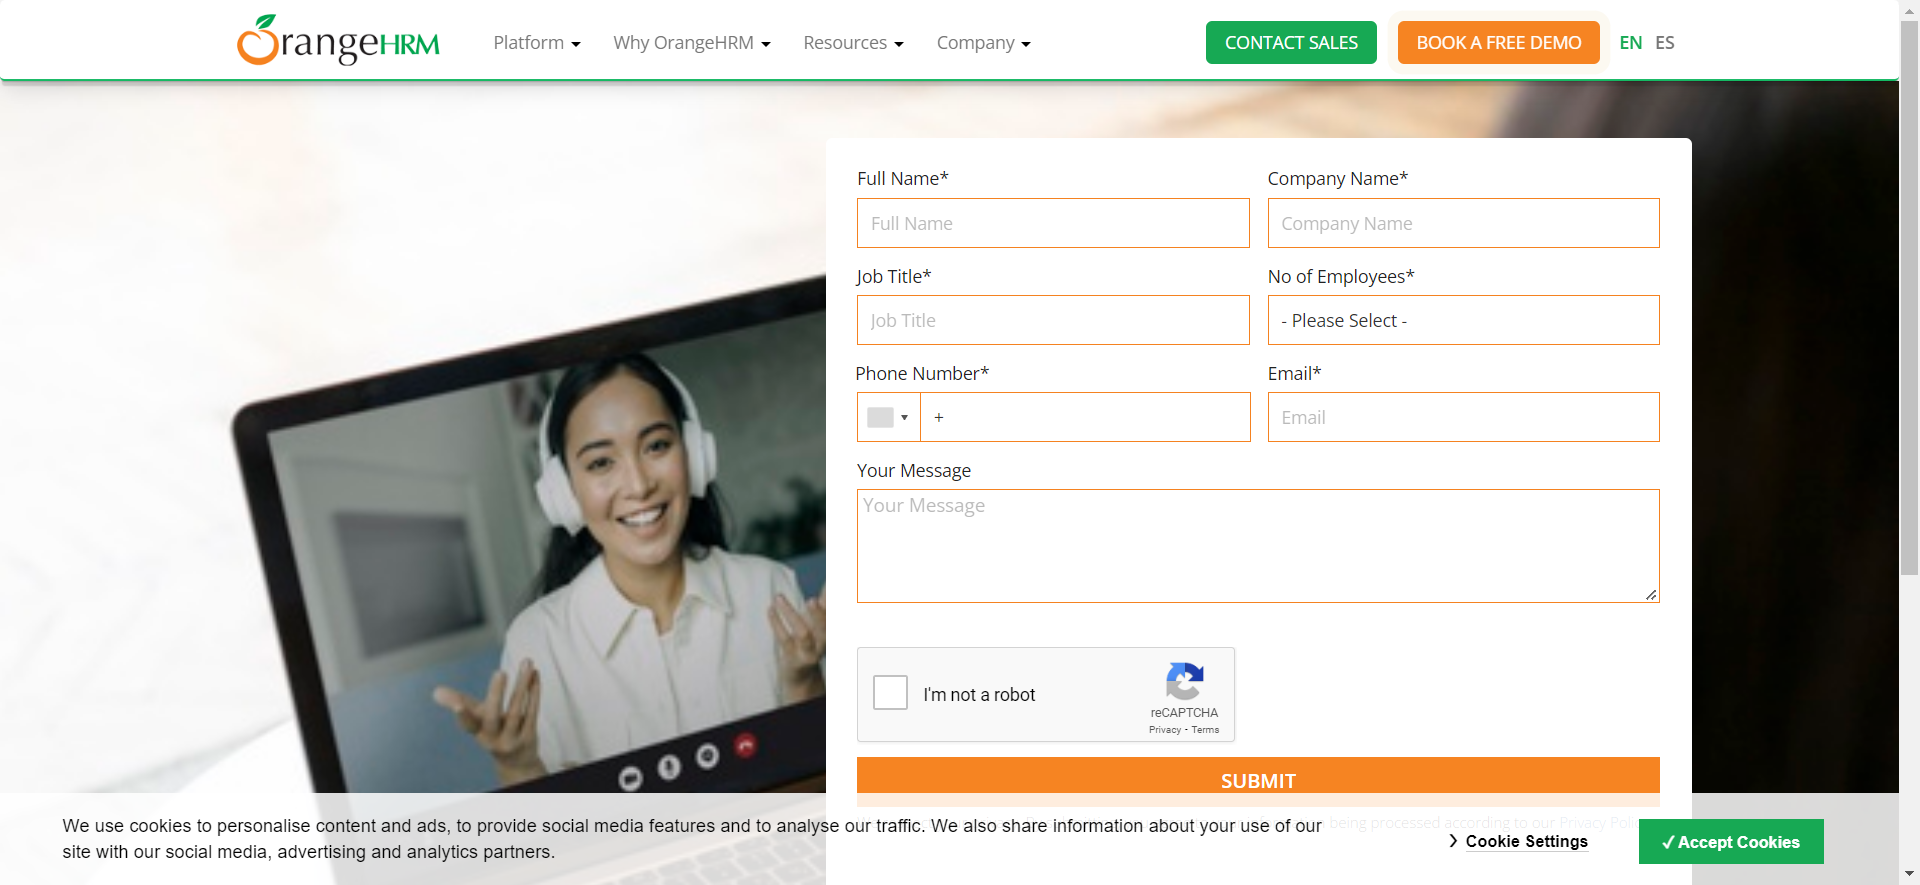 OrangeHRM
Platform
Why OrangeHRM
Resources
Company
CONTACT SALES
BOOK A FREE DEMO
EN
ES
Full Name*
Company Name*
Full Name
Company Name
Job Title*
No of Employees*
Job Title
- Please Select -
Phone Number*
Email*
+
Email
Your Message
Your Message
I'm not a robot
reCAPTCHA
Privacy - Terms
SUBMIT
We use cookies to personalise content and ads, to provide social media features and to analyse our traffic. We also share information about your use of our
site with our social media, advertising and analytics partners.
being processed according to our Privacy
Cookie Settings
✓ Accept Cookies